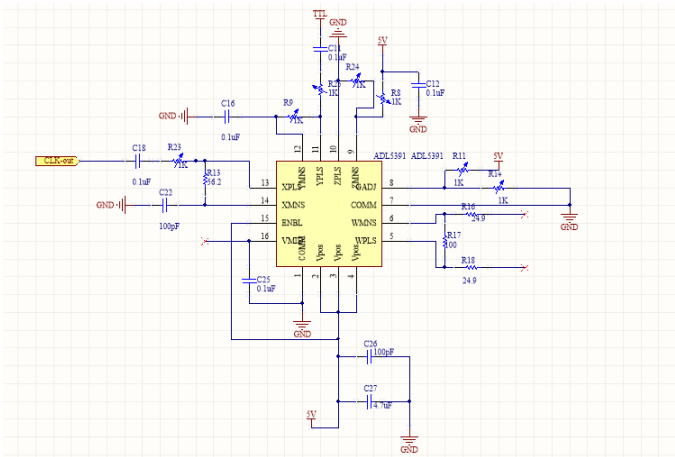 TTL
GND
C11
0.1uF
5V
R24
1K
1K
R8
1K
C12
0.1uF
GND
C16
R9
1K
0.1uF
GND
12
11
10
9
YMNS
YPLS
ZPLS
ADL5391 ADL5391
CLK-out
C18
R23
1K
0.1uF
R13
56.2
13
XPLS
GADJ
8
R11
5V
1K
R14
1K
GND
C22
100pF
14
XMNS
COMM
7
GND
15
ENBL
WMNS
6
R16
24.9
16
WPLS
5
R17
100
R18
24.9
COMM
Vpos
Vpos
Vpos
1
2
3
4
C25
0.1uF
GND
C26
100pF
C27
4.7uF
5V
GND